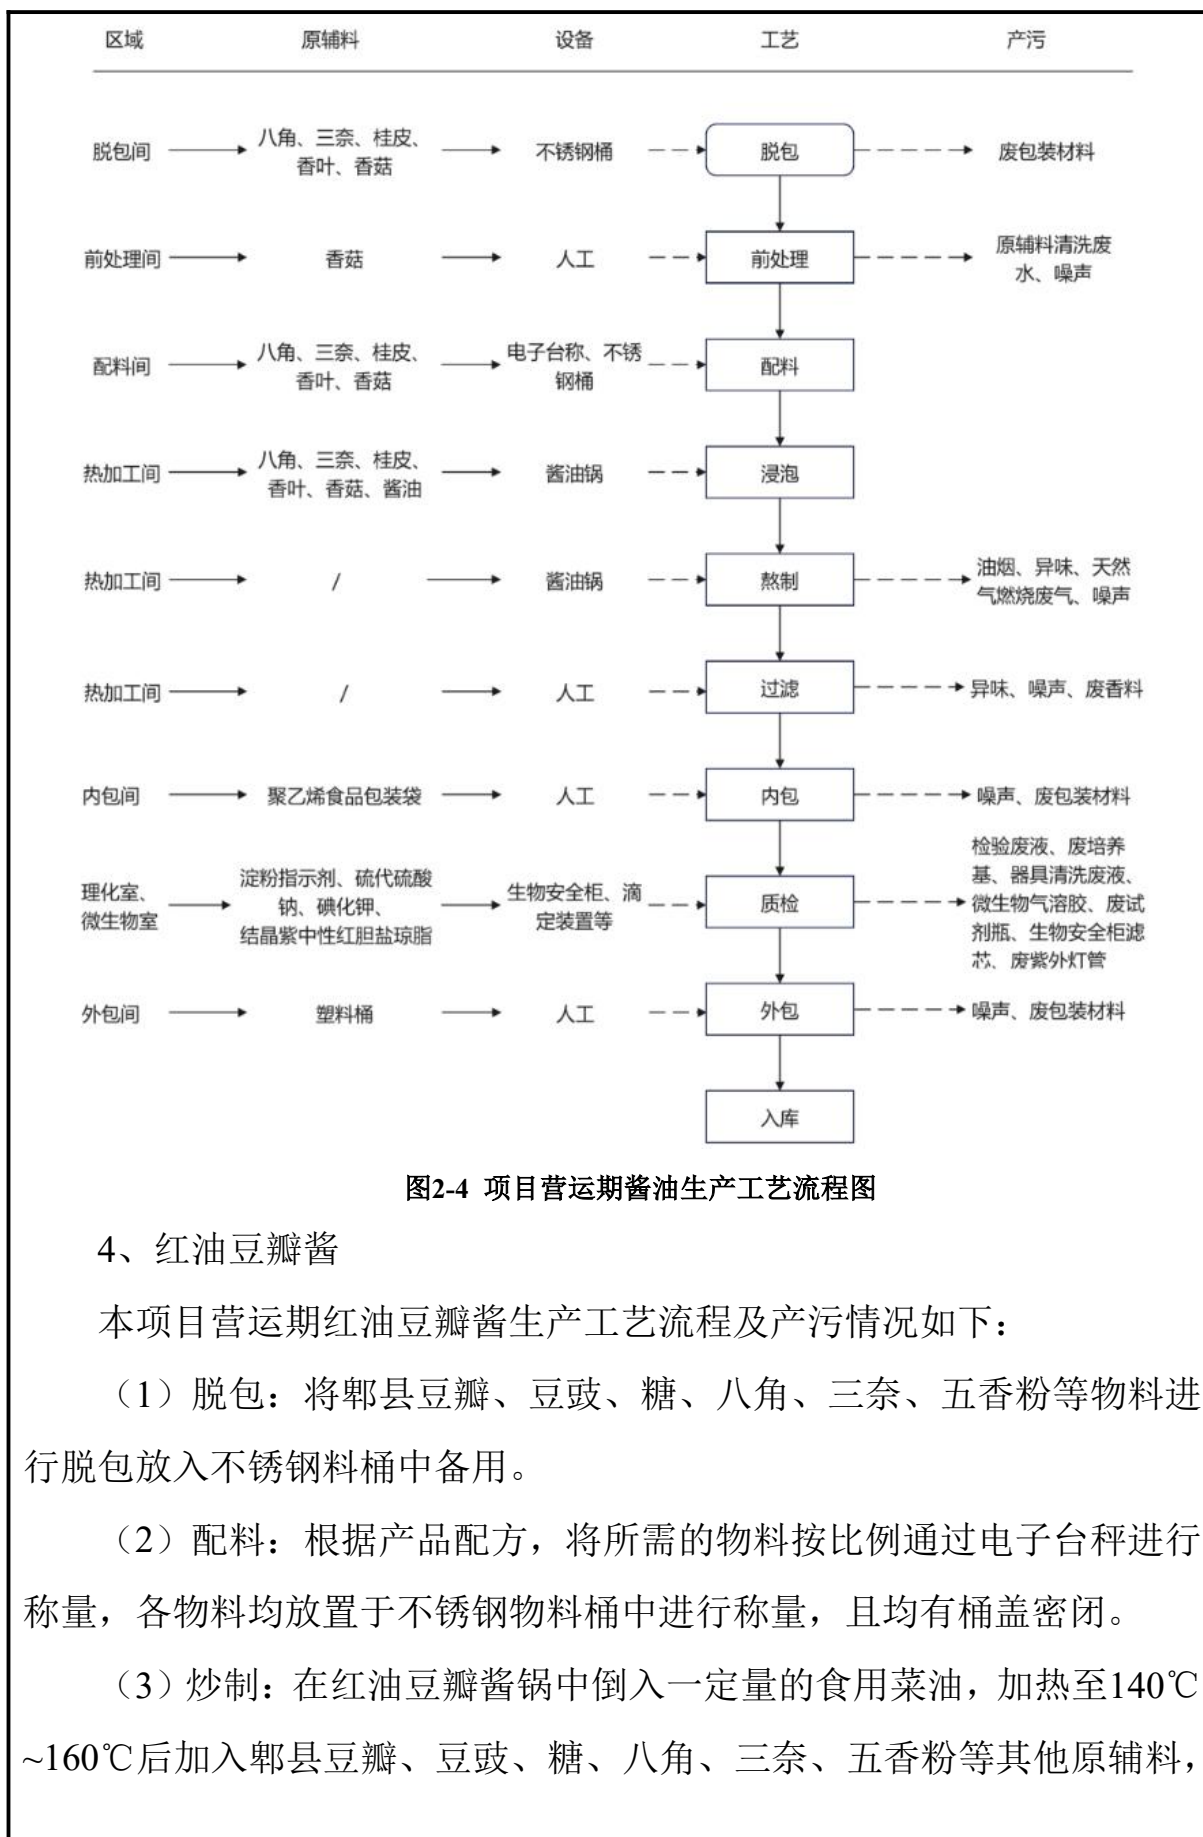 区域 原辅料 设备 工艺 产污
八角、三奈、桂皮、
脱包间 不锈钢桶 脱包 废包装材料
香叶、香菇
原辅料清洗废
前处理间 香菇 人工 前处理
水、噪声
八角、三奈、桂皮、 电子台称、不锈
配料间 配料
香叶、香菇 钢桶
八角、三奈、桂皮、
热加工间 酱油锅 浸泡
香叶、香菇、酱油
油烟、异味、天然
热加工间 / 酱油锅 熬制
气燃烧废气、噪声
热加工间 / 人工 过滤 异味、噪声、废香料
内包间 聚乙烯食品包装袋 人工 内包 噪声、废包装材料
检验废液、废培养
基、器具清洗废液、
理化室、 淀粉指示剂、硫代硫酸 生物安全柜、滴
钠、碘化钾、 质检 微生物气溶胶、废试
微生物室 结晶紫中性红胆盐琼脂 定装置等
剂瓶、生物安全柜滤
芯、废紫外灯管
外包间 塑料桶 人工 外包 噪声、废包装材料
入库
图2-4 项目营运期酱油生产工艺流程图
4、红油豆瓣酱
本项目营运期红油豆瓣酱生产工艺流程及产污情况如下：
（1）脱包：将郫县豆瓣、豆豉、糖、八角、三奈、五香粉等物料进
行脱包放入不锈钢料桶中备用。
（2）配料：根据产品配方，将所需的物料按比例通过电子台秤进行
称量，各物料均放置于不锈钢物料桶中进行称量，且均有桶盖密闭。
（3）炒制：在红油豆瓣酱锅中倒入一定量的食用菜油，加热至140℃
~160℃后加入郫县豆瓣、豆豉、糖、八角、三奈、五香粉等其他原辅料，